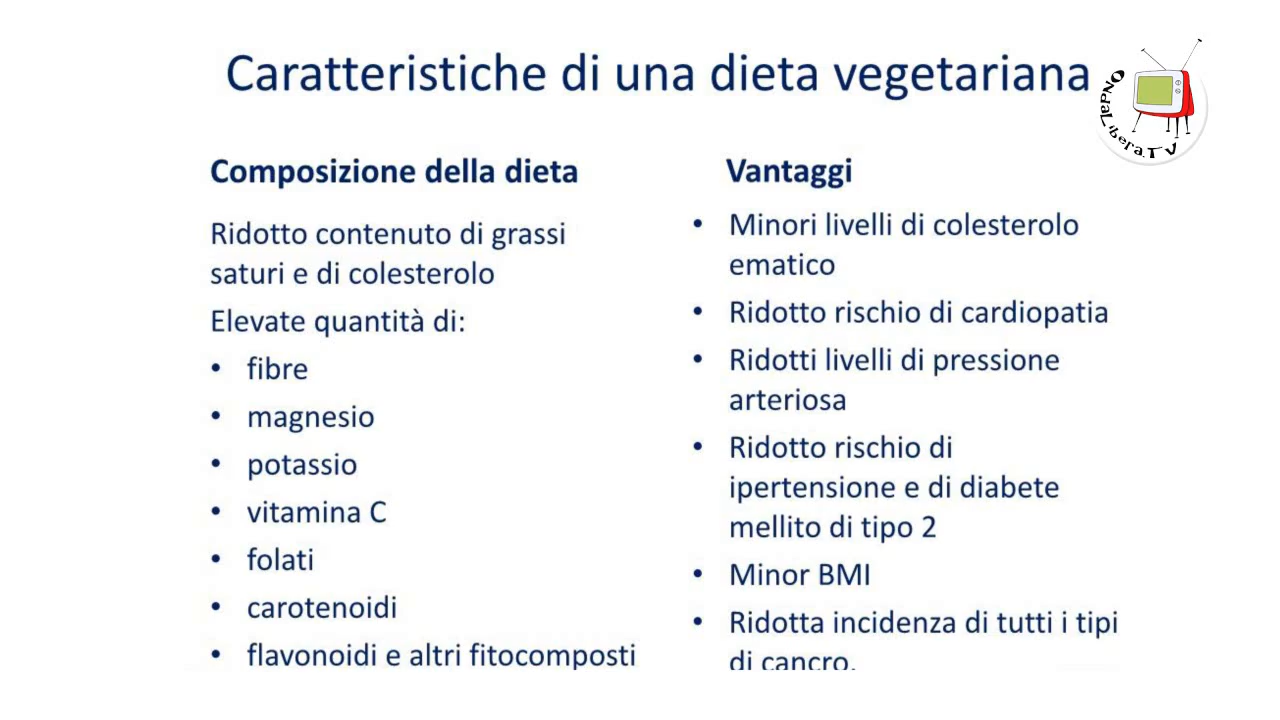 Caratteristiche di una dieta vegetariana
OndaLiberaTV
Composizione della dieta
Ridotto contenuto di grassi
saturi e di colesterolo
Elevate quantità di:
• fibre
• magnesio
• potassio
• vitamina C
• folati
• carotenoidi
• flavonoidi e altri fitocomposti
Vantaggi
• Minori livelli di colesterolo
ematico
• Ridotto rischio di cardiopatia
• Ridotti livelli di pressione
arteriosa
• Ridotto rischio di
ipertensione e di diabete
mellito di tipo 2
• Minor BMI
• Ridotta incidenza di tutti i tipi
di cancro.